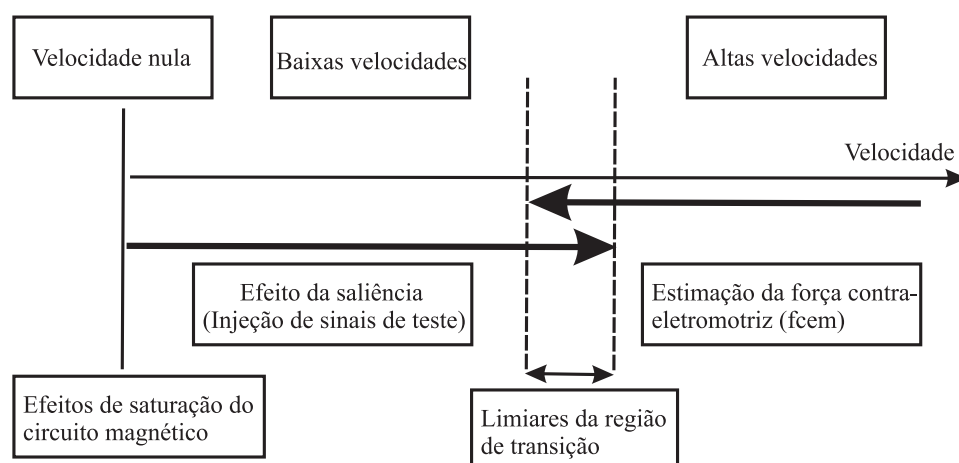 Velocidade nula
Baixas velocidades
Altas velocidades
Velocidade
Efeito da saliência
(Injeção de sinais de teste)
Estimação da força contra-
eletromotriz (fcem)
Efeitos de saturação do
circuito magnético
Limiares da região
de transição